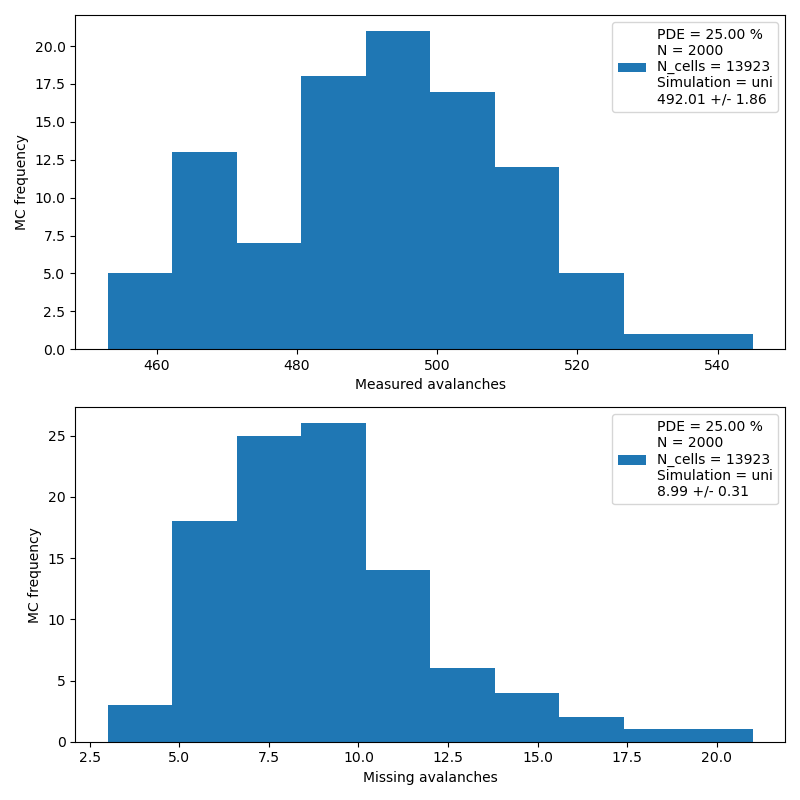 20.0
17.5
15.0
12.5
10.0
7.5
5.0
2.5
0.0
MC frequency
PDE = 25.00 %
N = 2000
N_cells = 13923
Simulation = uni
492.01 +/- 1.86
460 480 500 520 540
Measured avalanches
25
20
15
10
5
0
MC frequency
PDE = 25.00 %
N = 2000
N_cells = 13923
Simulation = uni
8.99 +/- 0.31
2.5 5.0 7.5 10.0 12.5 15.0 17.5 20.0
Missing avalanches